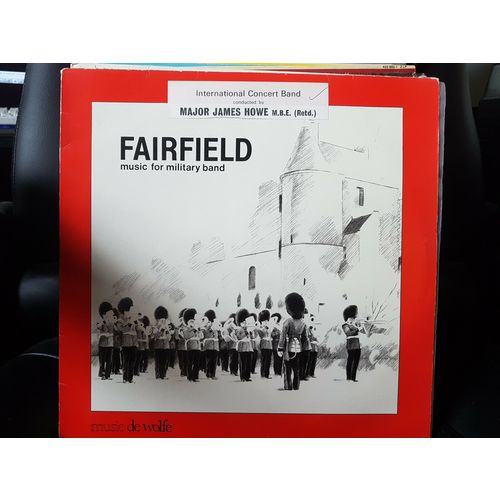 International Concert Band
conducted by
MAJOR JAMES HOWE M.B.E. (Retd.)
FAIRFIELD
music for military band
music de wolfe